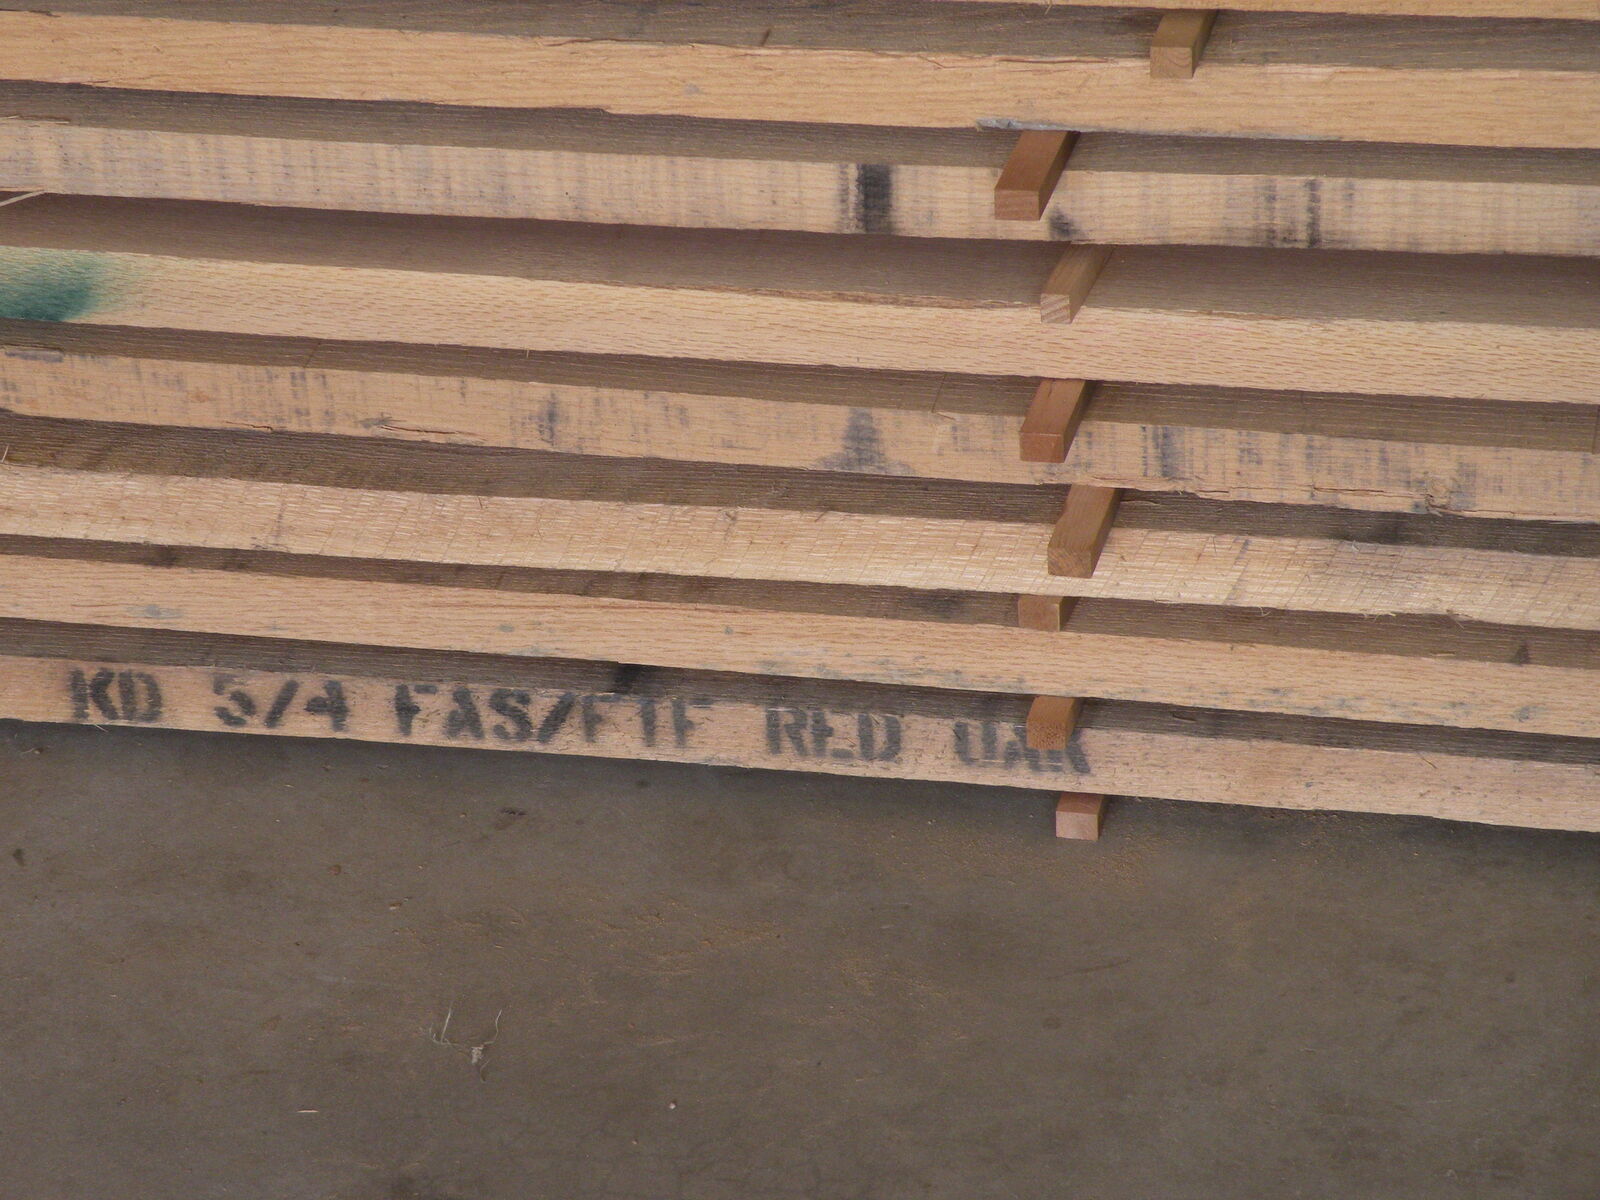 KD 5/4 FAS/F1F RED OAK